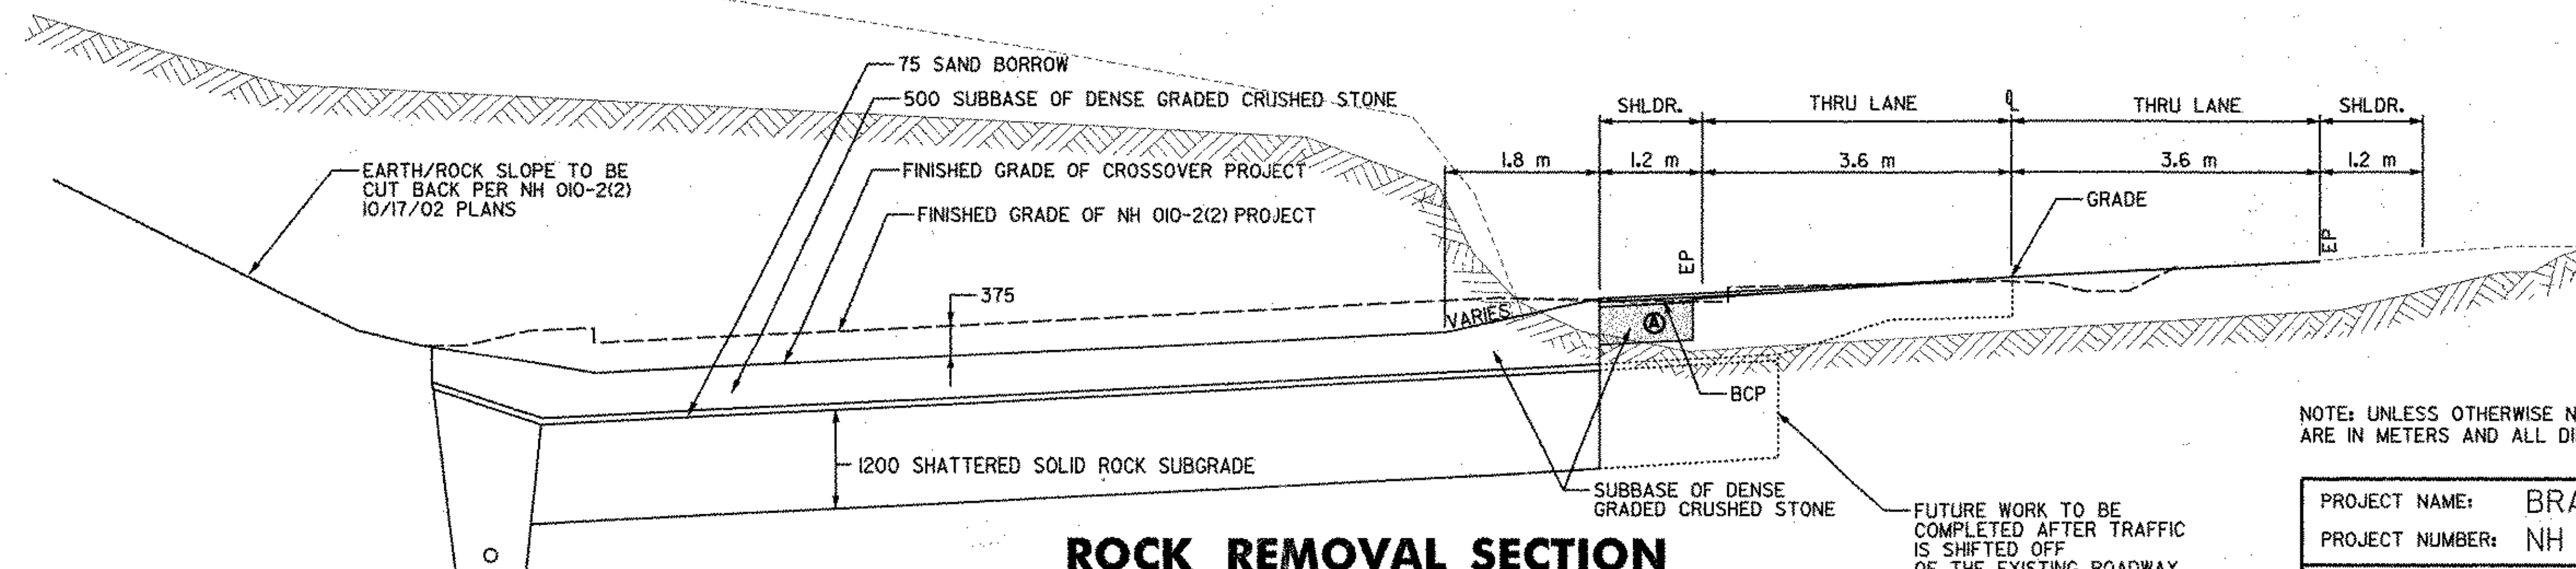 75 SAND BORROW
500 SUBBASE OF DENSE GRADED CRUSHED STONE
SHLDR.
THRU LANE
℄
THRU LANE
SHLDR.
EARTH/ROCK SLOPE TO BE
CUT BACK PER NH 010-2(2)
10/17/02 PLANS
FINISHED GRADE OF CROSSOVER PROJECT
1.8 m
1.2 m
3.6 m
3.6 m
1.2 m
FINISHED GRADE OF NH 010-2(2) PROJECT
GRADE
EP
EP
375
VARIES
A
BCP
NOTE: UNLESS OTHERWISE
ARE IN METERS AND ALL
1200 SHATTERED SOLID ROCK SUBGRADE
SUBBASE OF DENSE
GRADED CRUSHED STONE
FUTURE WORK TO BE
COMPLETED AFTER TRAFFIC
IS SHIFTED OFF
OF THE EXISTING ROADWAY
PROJECT NAME: BRA
PROJECT NUMBER: NH
ROCK REMOVAL SECTION